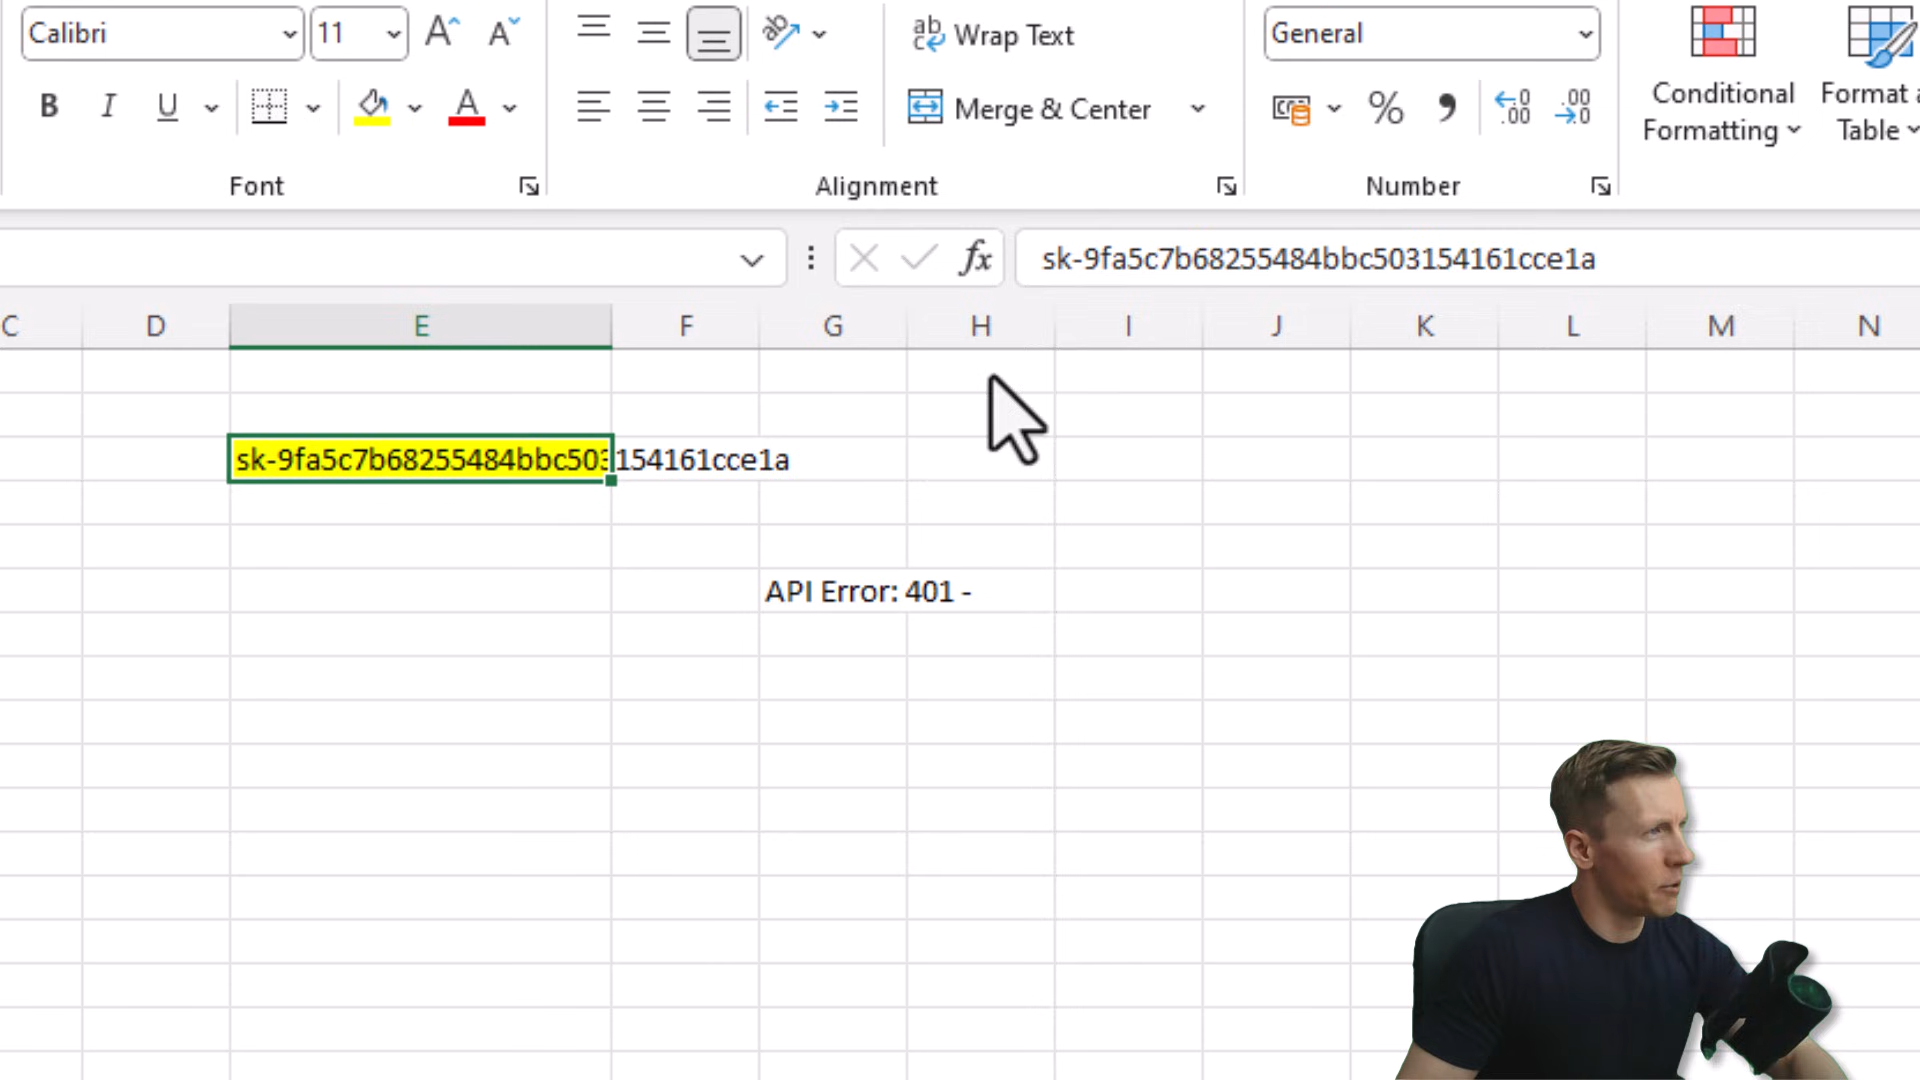 Calibri 11 Wrap Text General
B I U Merge & Center % Conditional Formatting Format Table
Font Alignment Number
fx sk-9fa5c7b68255484bbc503154161cce1a
C D E F G H I J K L M N
sk-9fa5c7b68255484bbc503154161cce1a
API Error: 401 -